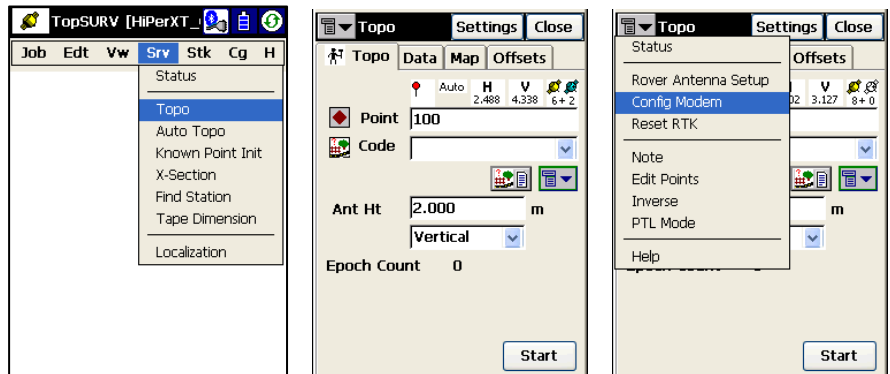 TopSURV [HiPerXT_
Job Edt Vw Srv Stk Cg H
Status
Topo
Auto Topo
Known Point Init
X-Section
Find Station
Tape Dimension
Localization
Topo Settings Close
Topo Data Map Offsets
Auto H V
2.488 4.338 6+2
Point 100
Code
Ant Ht 2.000 m
Vertical
Epoch Count 0
Start
Topo Settings Close
Status
Offsets
Rover Antenna Setup
V
Config Modem
02 3.127 8+0
Reset RTK
Note
Edit Points
Inverse
m
PTL Mode
Help
Start